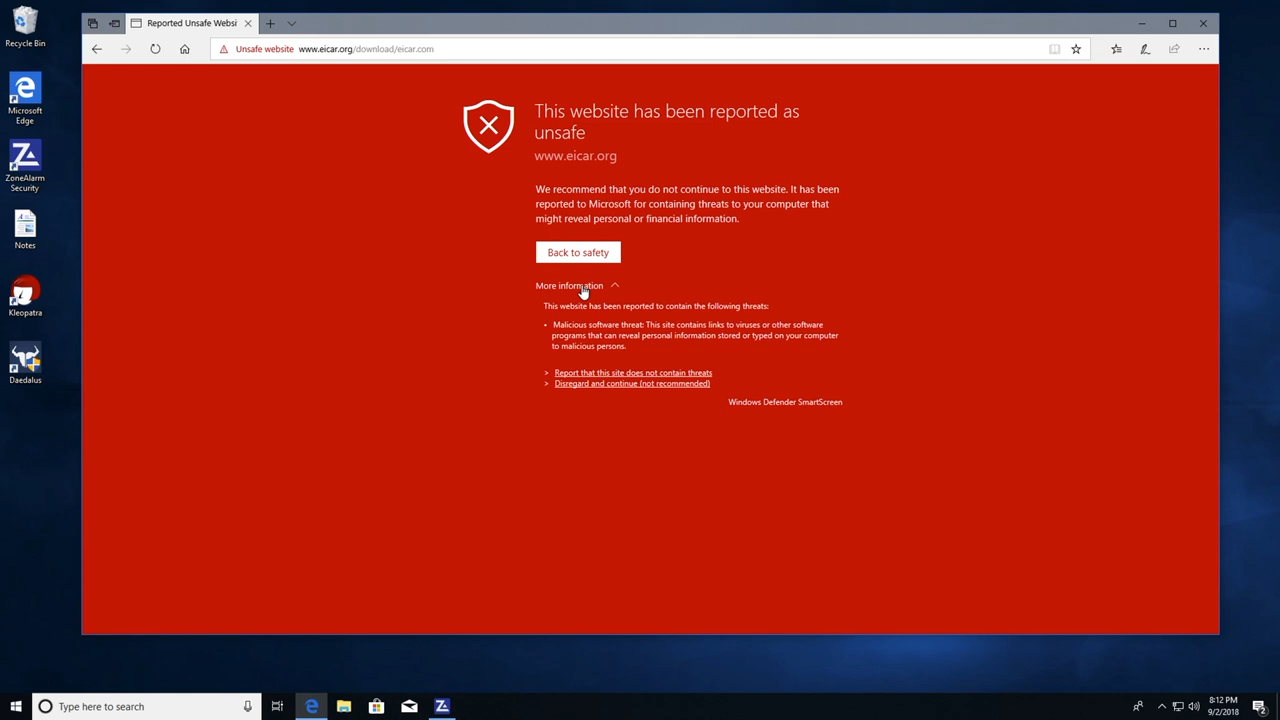 Reported Unsafe Websi
Unsafe website www.eicar.org/download/eicar.com
Recycle Bin
Microsoft
Edge
ZoneAlarm
Security
Notes
Kleopatra
Daedalus
This website has been reported as
unsafe
www.eicar.org
We recommend that you do not continue to this website. It has been
reported to Microsoft for containing threats to your computer that
might reveal personal or financial information.
Back to safety
More information
This website has been reported to contain the following threats:
• Malicious software threat: This site contains links to viruses or other software
programs that can reveal personal information stored or typed on your computer
to malicious persons.
> Report that this site does not contain threats
> Disregard and continue (not recommended)
Windows Defender SmartScreen
Type here to search
8:12 PM
9/2/2018
2